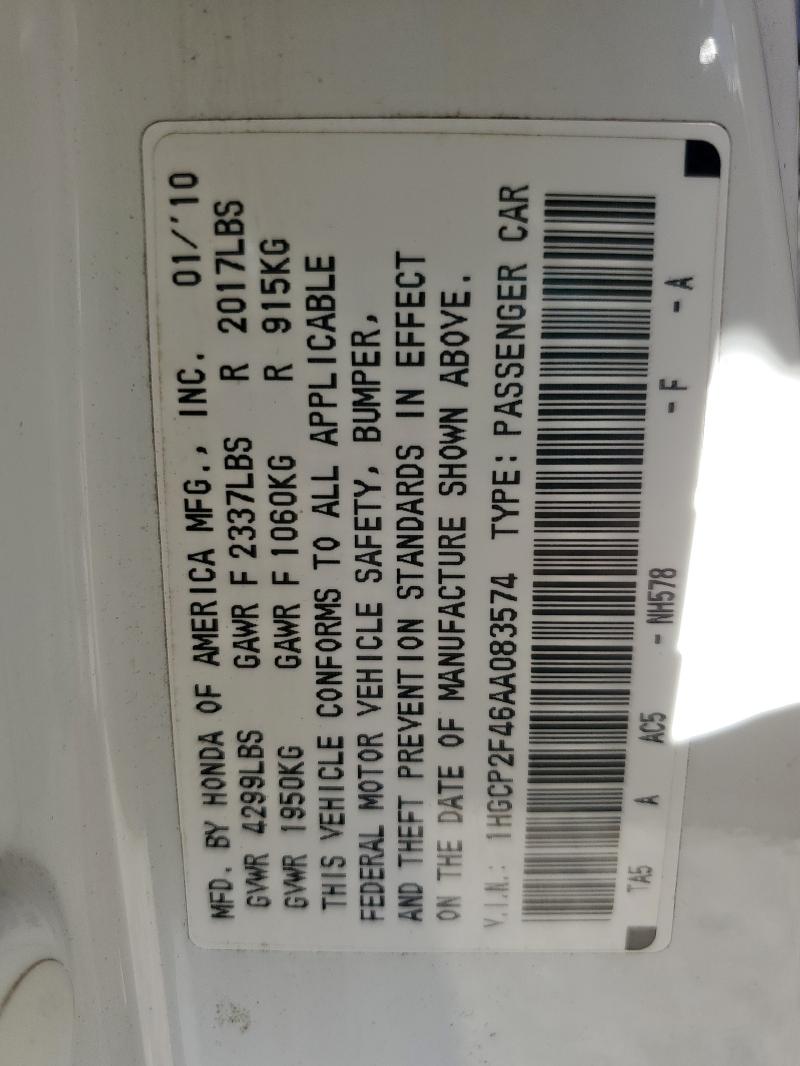 MFD. BY HONDA OF AMERICA MFG., INC. 01/'10
GVWR 4299LBS GAWR F 2337LBS R 2017LBS
GVWR 1950KG GAWR F 1060KG R 915KG
THIS VEHICLE CONFORMS TO ALL APPLICABLE
FEDERAL MOTOR VEHICLE SAFETY, BUMPER,
AND THEFT PREVENTION STANDARDS IN EFFECT
ON THE DATE OF MANUFACTURE SHOWN ABOVE.
V.I.N.: 1HGCP2F46AA083574 TYPE: PASSENGER CAR
TA5 A AC5 - NH578 - F - A